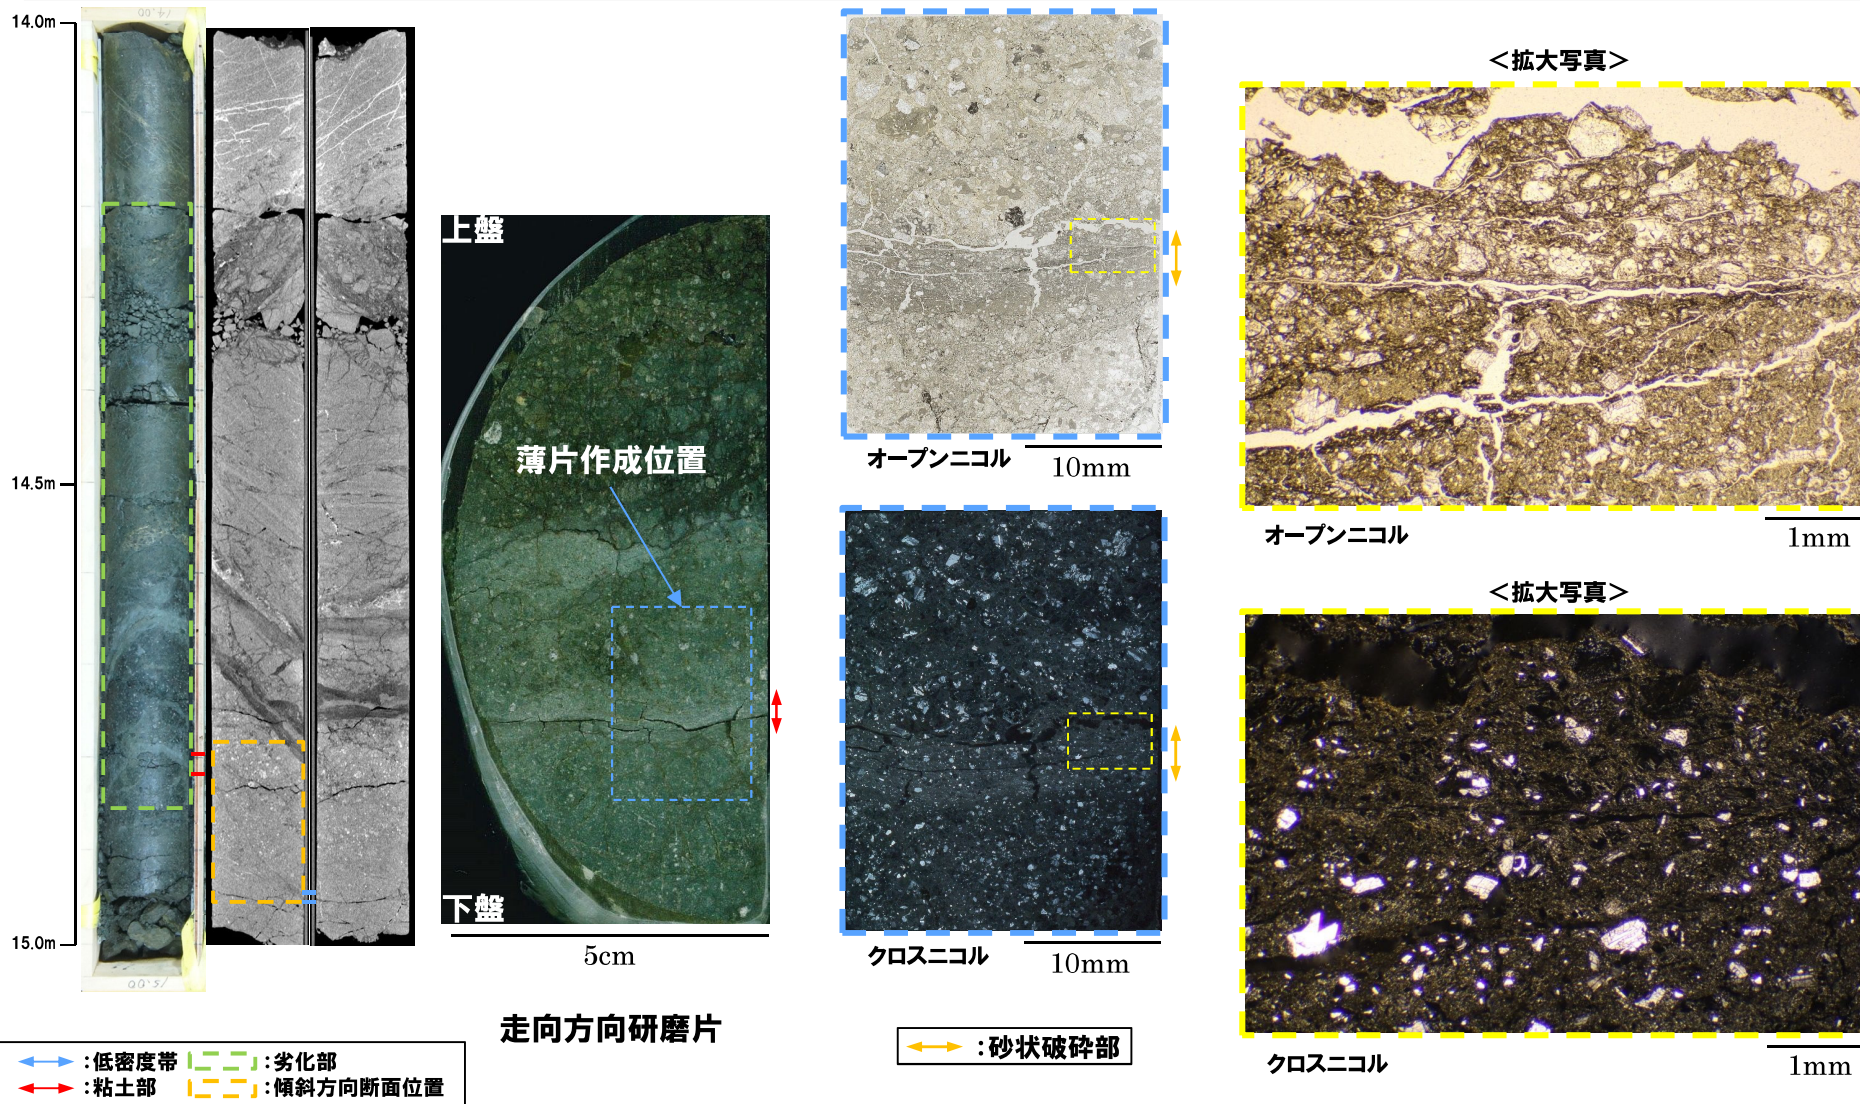 14.0m
14.00
14.5m
15.0m
15.00
上盤
薄片作成位置
下盤
5cm
走向方向研磨片
オープンニコル
10mm
クロスニコル
10mm
:砂状破砕部
＜拡大写真＞
オープンニコル
1mm
＜拡大写真＞
クロスニコル
1mm
:低密度帯 :劣化部
:粘土部 :傾斜方向断面位置